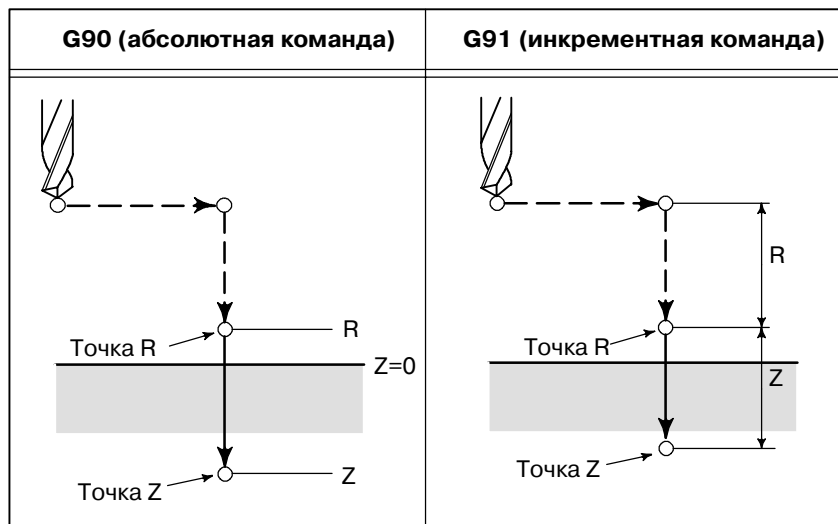 G90 (абсолютная команда)
G91 (инкрементная команда)
R
Точка R
Z=0
Z
Точка Z
R
Точка R
Z
Точка Z